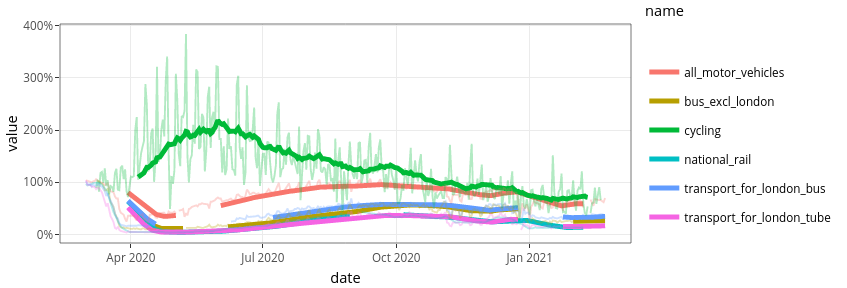 name
400%
300%
200%
100%
0%
value
Apr 2020
Jul 2020
Oct 2020
Jan 2021
date
all_motor_vehicles
bus_excl_london
cycling
national_rail
transport_for_london_bus
transport_for_london_tube